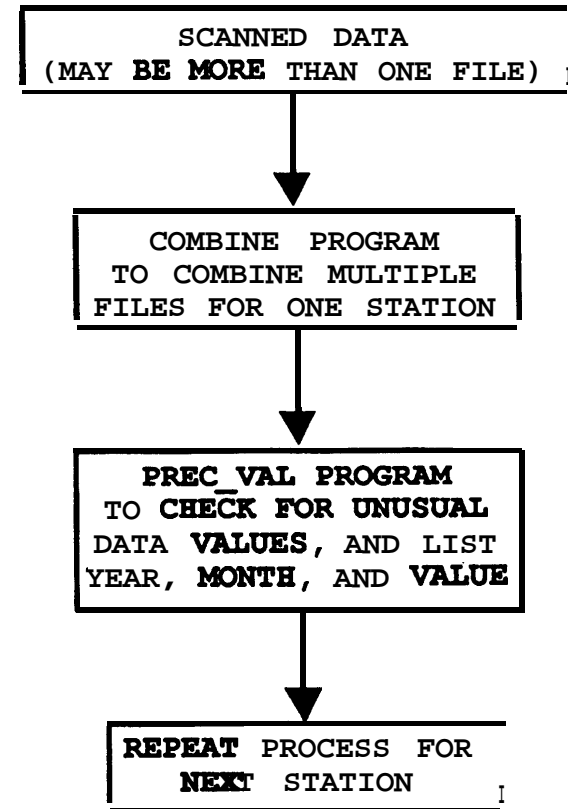 SCANNED DATA
(MAY BE MORE THAN ONE FILE)
COMBINE PROGRAM
TO COMBINE MULTIPLE
FILES FOR ONE STATION
PREC_VAL PROGRAM
TO CHECK FOR UNUSUAL
DATA VALUES, AND LIST
YEAR, MONTH, AND VALUE
REPEAT PROCESS FOR
NEXT STATION